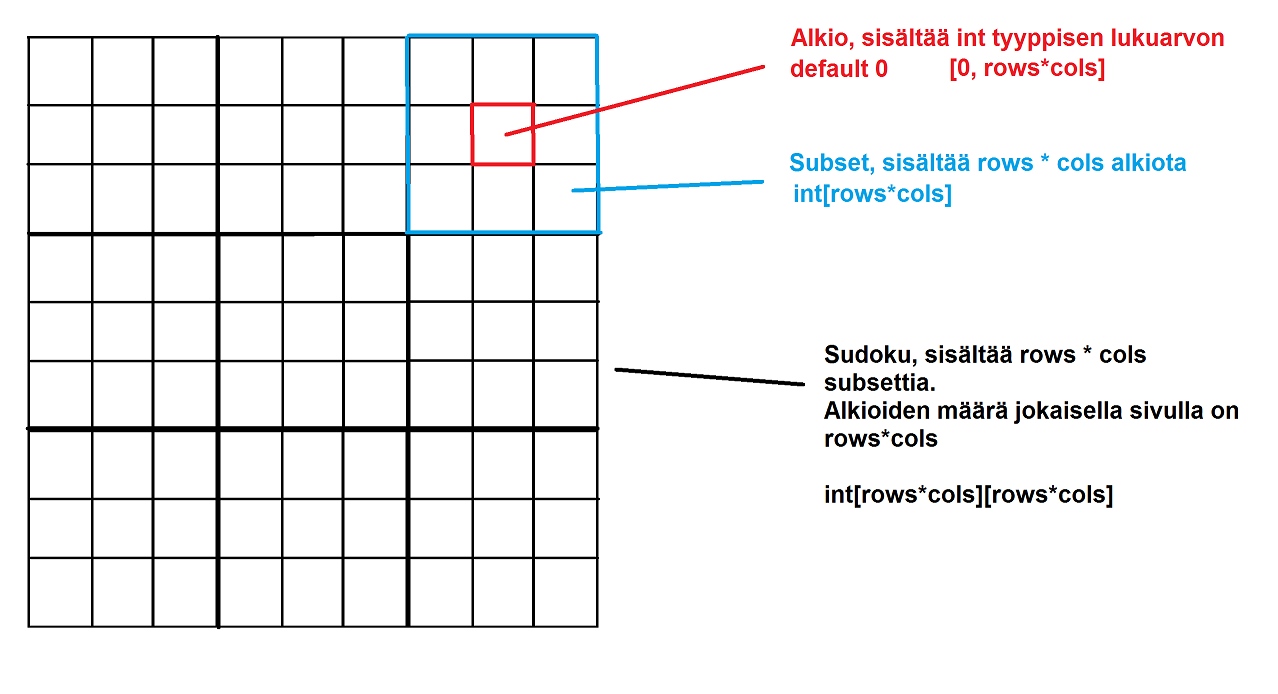 Alkio, sisältää int tyyppisen lukuarvon
default 0 [0, rows*cols]
Subset, sisältää rows * cols alkiota
int[rows*cols]
Sudoku, sisältää rows * cols
subsettia.
Alkioiden määrä jokaisella sivulla on
rows*cols
int[rows*cols][rows*cols]